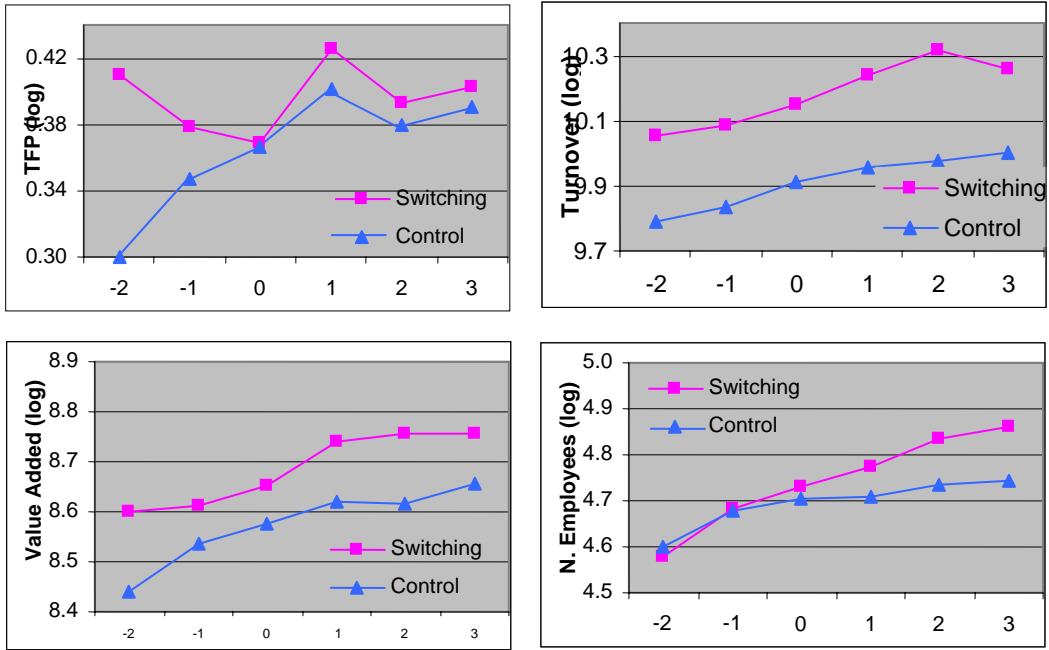 TFP (log)
0.42
0.38
0.34
0.30
Switching
Control
-2 -1 0 1 2 3
Turnover (log)
10.3
10.1
9.9
9.7
Switching
Control
-2 -1 0 1 2 3
Value Added (log)
8.9
8.8
8.7
8.6
8.5
8.4
Switching
Control
-2 -1 0 1 2 3
N. Employees (log)
5.0
4.9
4.8
4.7
4.6
4.5
Switching
Control
-2 -1 0 1 2 3